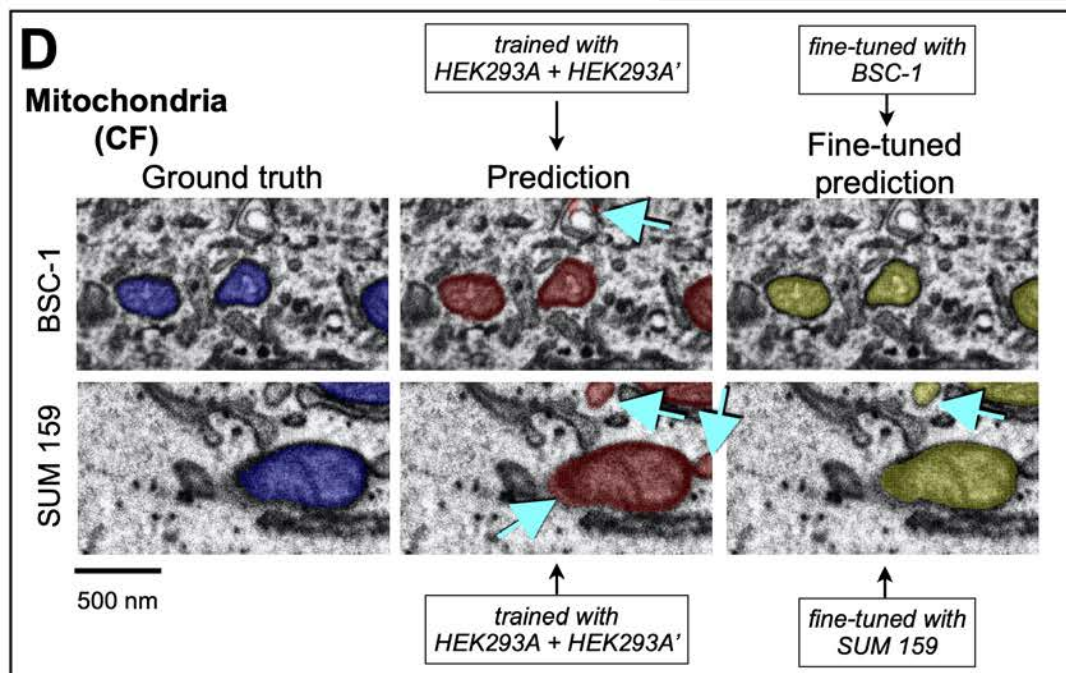 D
Mitochondria
(CF)
trained with
HEK293A + HEK293A’
fine-tuned with
BSC-1
Ground truth
Prediction
Fine-tuned
prediction
BSC-1
SUM 159
500 nm
trained with
HEK293A + HEK293A’
fine-tuned with
SUM 159